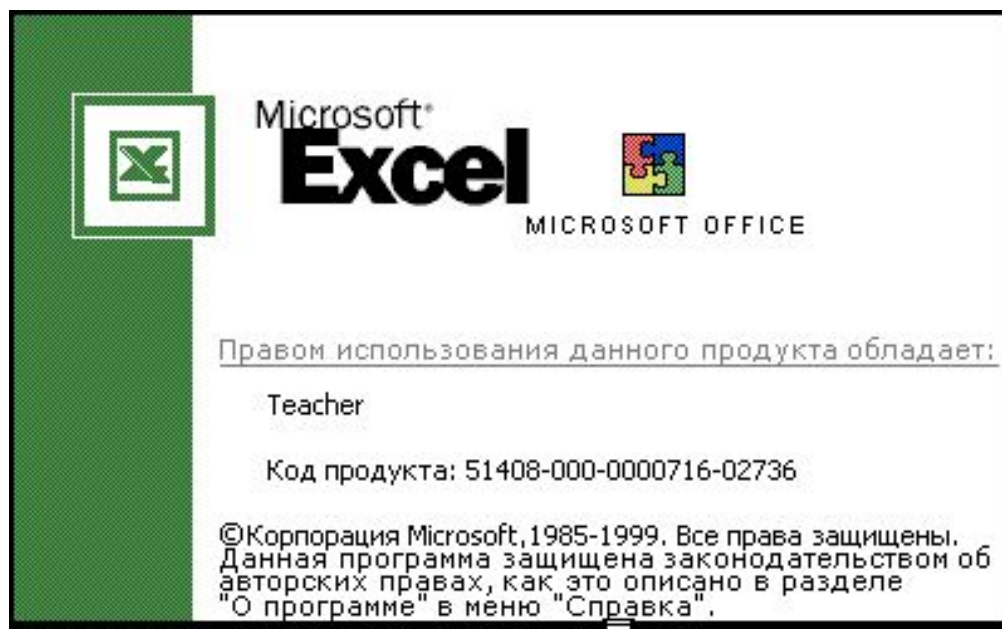 Microsoft®
Excel
MICROSOFT OFFICE
Правом использования данного продукта обладает:
Teacher
Код продукта: 51408-000-0000716-02736
©Корпорация Microsoft,1985-1999. Все права защищены.
Данная программа защищена законодательством об
авторских правах, как это описано в разделе
"О программе" в меню "Справка".